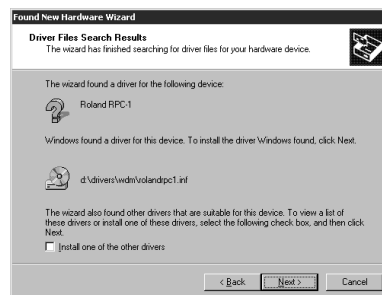 Found New Hardware Wizard
Driver Files Search Results
The wizard has finished searching for driver files for your hardware device.
The wizard found a driver for the following device:
Roland RPC-1
Windows found a driver for this device. To install the driver Windows found, click Next.
d:\drivers\wdm\rolandrpc1.inf
The wizard also found other drivers that are suitable for this device. To view a list of
these drivers or install one of these drivers, select the following check box, and then click
Next.
Install one of the other drivers
< Back
Next >
Cancel